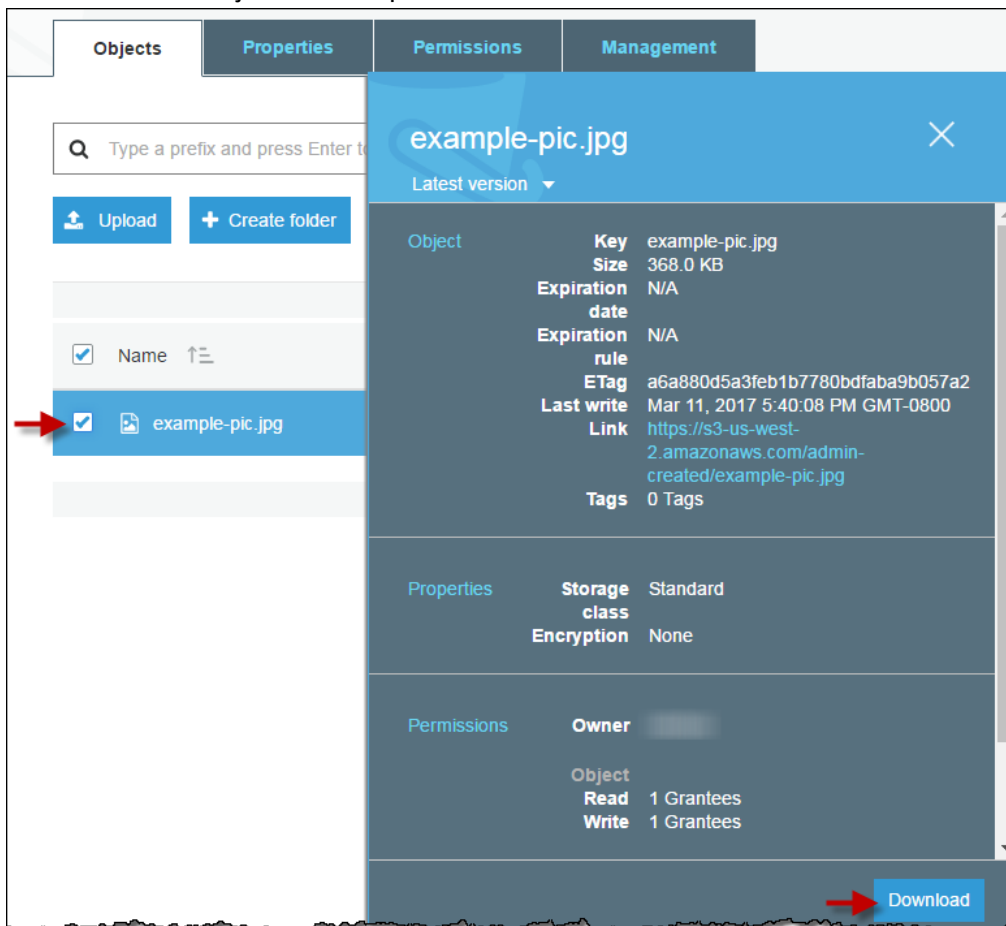 Objects
Properties
Permissions
Management
Type a prefix and press Enter t
Upload
Create folder
Name
example-pic.jpg
example-pic.jpg
Latest version
Object
Key example-pic.jpg
Size 368.0 KB
Expiration N/A
date
Expiration N/A
rule
ETag a6a880d5a3feb1b7780bdfaba9b057a2
Last write Mar 11, 2017 5:40:08 PM GMT-0800
Link https://s3-us-west-
2.amazonaws.com/admin-
created/example-pic.jpg
Tags 0 Tags
Properties
Storage Standard
class
Encryption None
Permissions
Owner
Object
Read 1 Grantees
Write 1 Grantees
Download